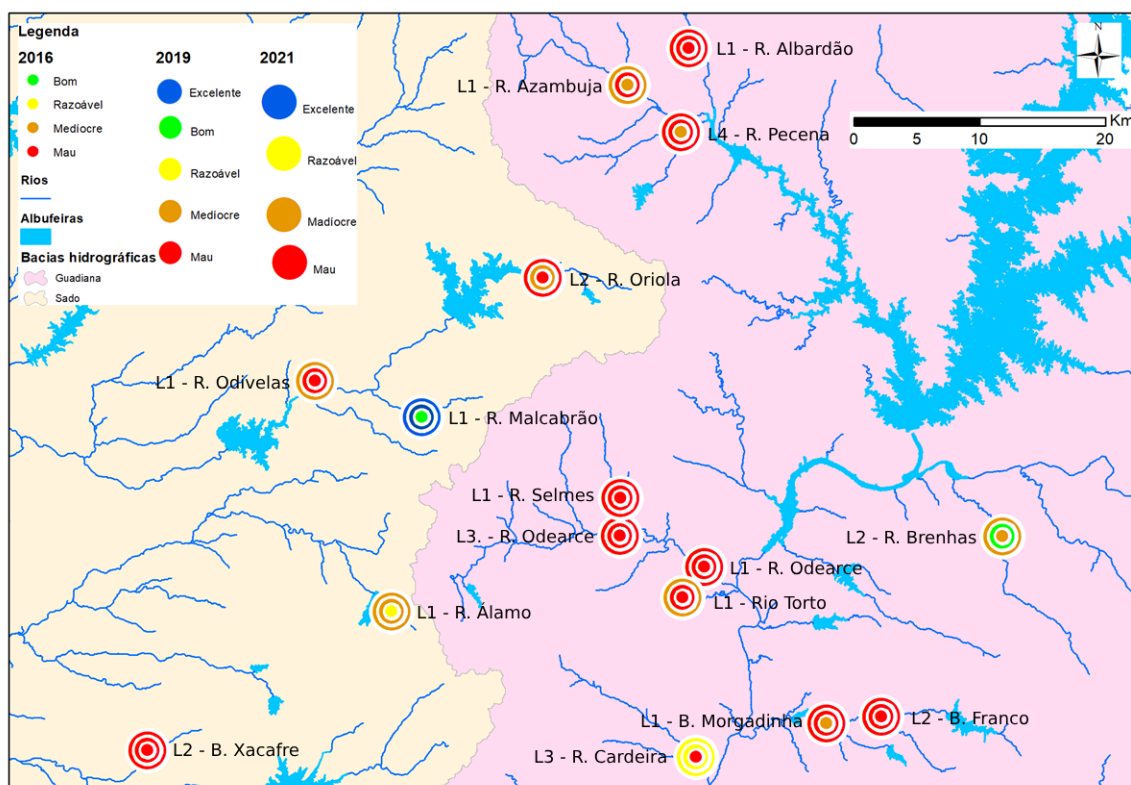 Legenda
2016
Bom
Razoável
Medíocre
Mau
Rios
Albufeiras
Bacias hidrográficas
Guadiana
Sado
2019
Excelente
Bom
Razoável
Medíocre
Mau
2021
Excelente
Razoável
Madíocre
Mau
N
0 5 10 20 Km
L1 - R. Albardão
L1 - R. Azambuja
L4 - R. Pecena
L2 - R. Oriola
L1 - R. Odivelas
L1 - R. Malcabrão
L1 - R. Selmes
L3. - R. Odearce
L2 - R. Brenhas
L1 - R. Odearce
L1 - Rio Torto
L1 - R. Álamo
L1 - B. Morgadinha
L2 - B. Franco
L2 - B. Xacafre
L3 - R. Cardeira